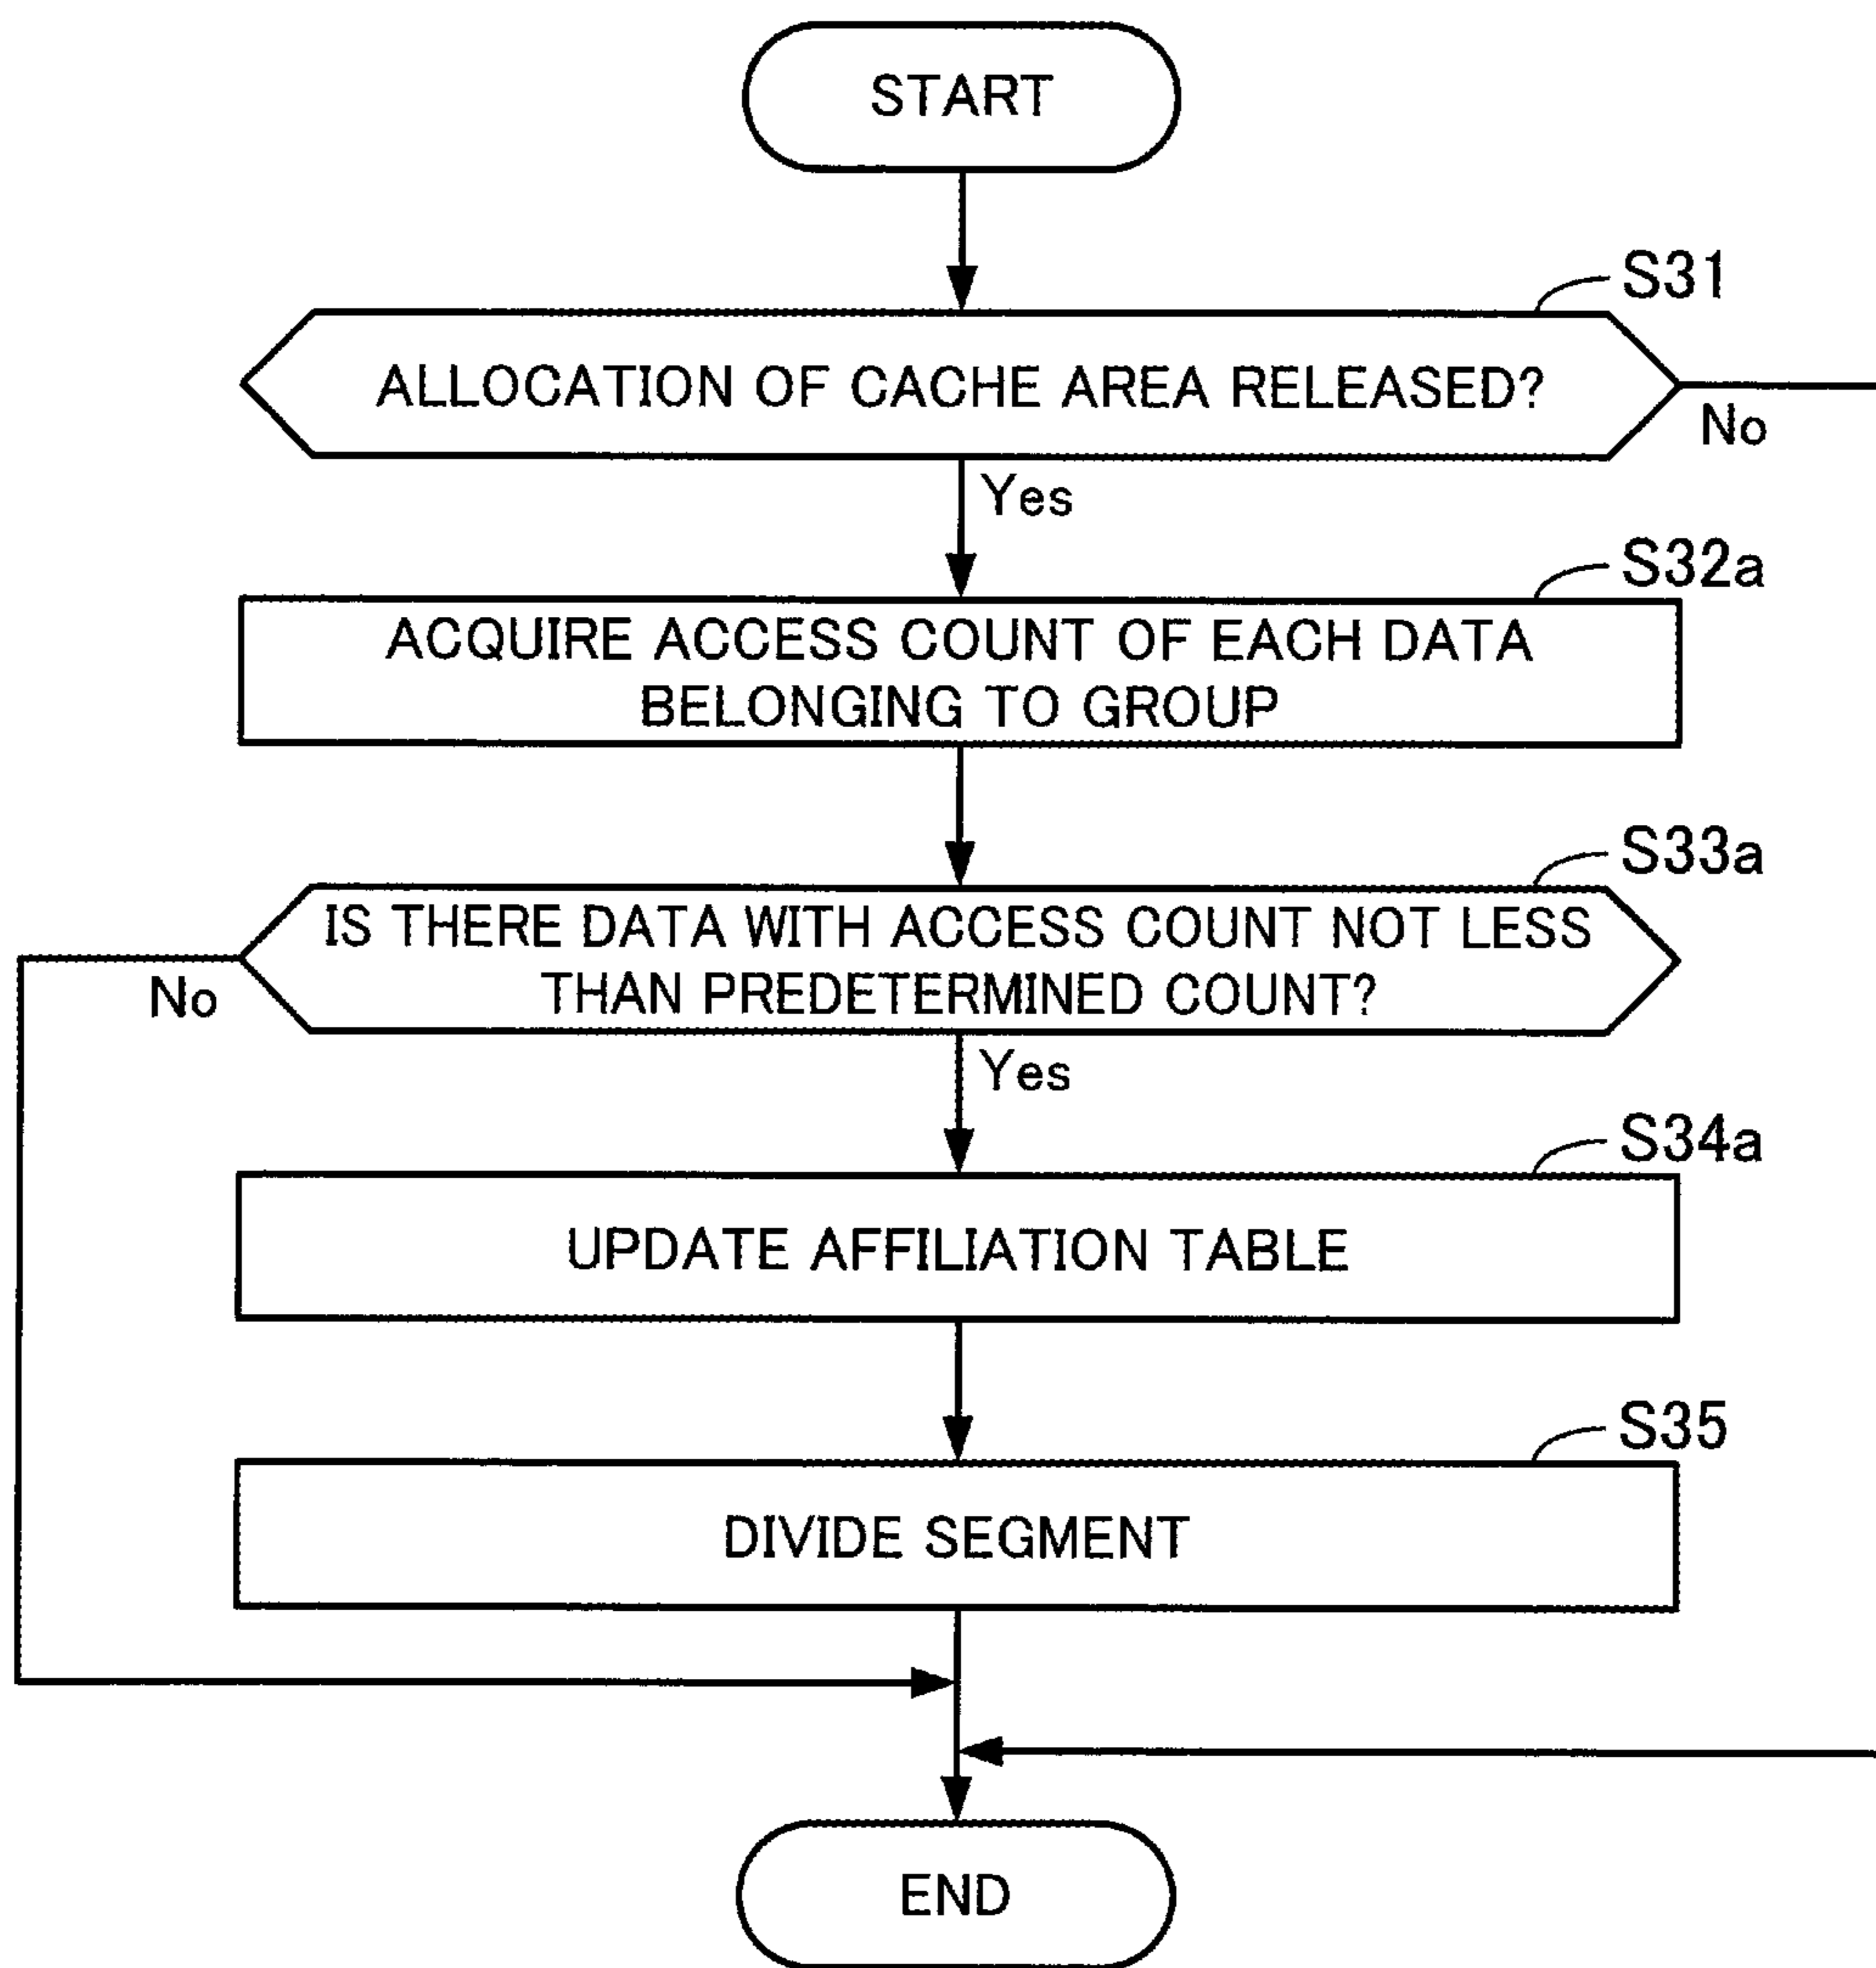 START
S31
ALLOCATION OF CACHE AREA RELEASED?
No
Yes
S32a
ACQUIRE ACCESS COUNT OF EACH DATA
BELONGING TO GROUP
S33a
IS THERE DATA WITH ACCESS COUNT NOT LESS
THAN PREDETERMINED COUNT?
No
Yes
S34a
UPDATE AFFILIATION TABLE
S35
DIVIDE SEGMENT
END